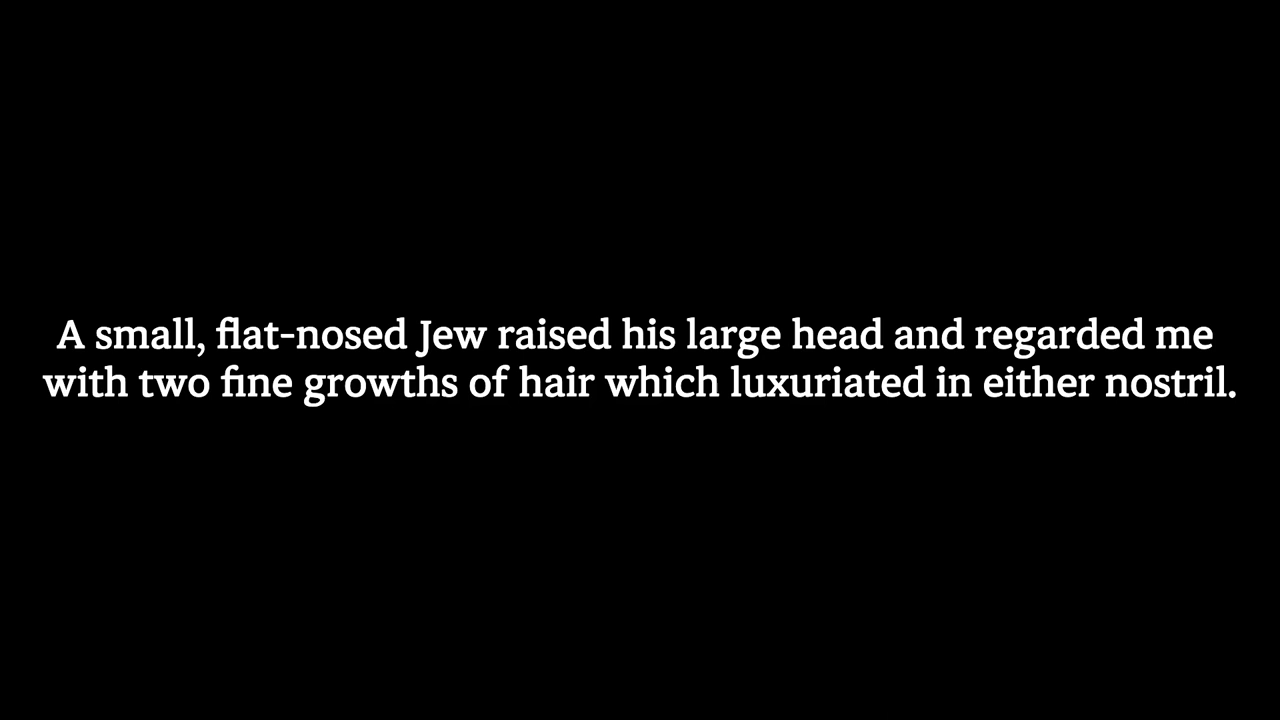 A small, flat-nosed Jew raised his large head and regarded me
with two fine growths of hair which luxuriated in either nostril.